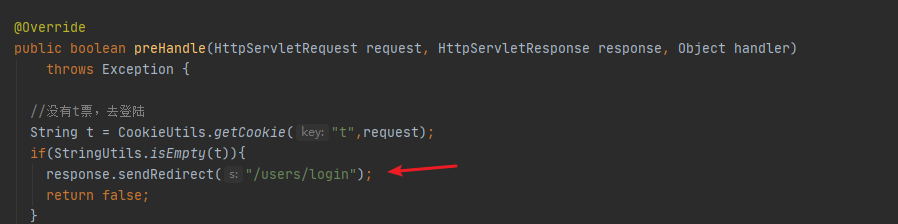 @Override
public boolean preHandle(HttpServletRequest request, HttpServletResponse response, Object handler)
throws Exception {
//没有t票，去登陆
String t = CookieUtils.getCookie( key: "t",request);
if(StringUtils.isEmpty(t)){
response.sendRedirect( s: "/users/login");
return false;
}